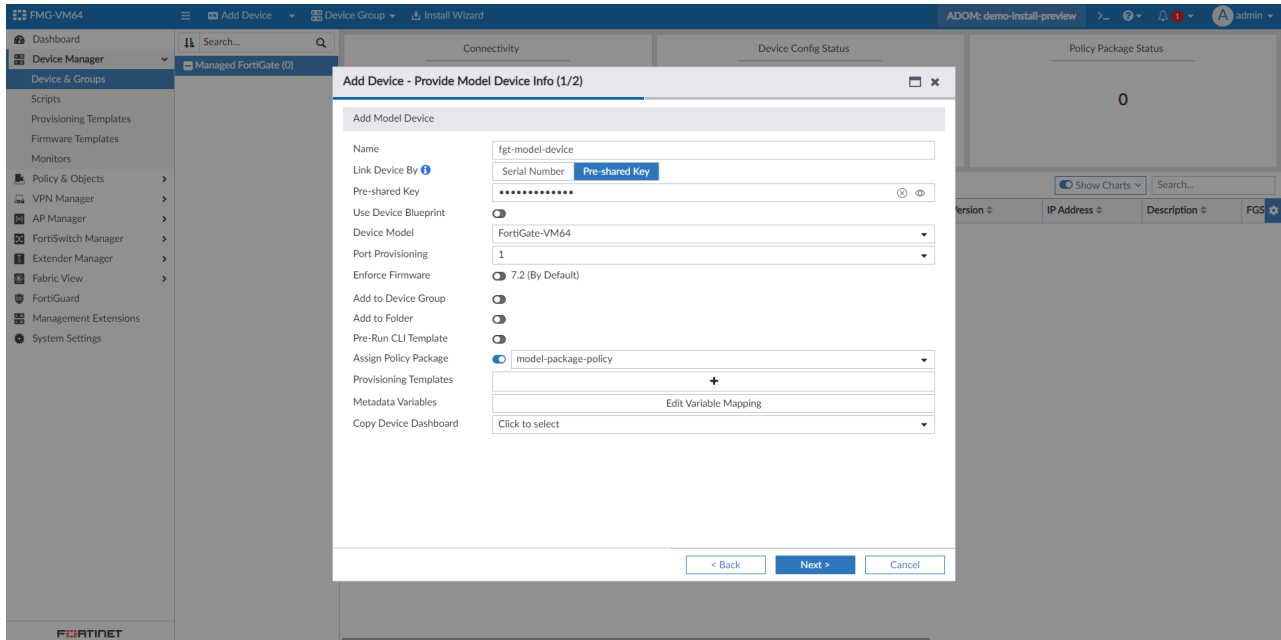 FMG-VM64
Add Device
Device Group
Install Wizard
ADOM: demo-install-preview
>_
?
1
A
admin
Dashboard
Device Manager
Device & Groups
Scripts
Provisioning Templates
Firmware Templates
Monitors
Policy & Objects
VPN Manager
AP Manager
FortiSwitch Manager
Extender Manager
Fabric View
FortiGuard
Management Extensions
System Settings
FORTINET
Search...
Managed FortiGate (0)
Connectivity
Device Config Status
Policy Package Status
0
Show Charts
Search...
Version
IP Address
Description
FGS
Add Device - Provide Model Device Info (1/2)
Add Model Device
Name
fgt-model-device
Link Device By
Serial Number
Pre-shared Key
Pre-shared Key
•••••••••••••
Use Device Blueprint
Device Model
FortiGate-VM64
Port Provisioning
1
Enforce Firmware
7.2 (By Default)
Add to Device Group
Add to Folder
Pre-Run CLI Template
Assign Policy Package
model-package-policy
Provisioning Templates
+
Metadata Variables
Edit Variable Mapping
Copy Device Dashboard
Click to select
< Back
Next >
Cancel